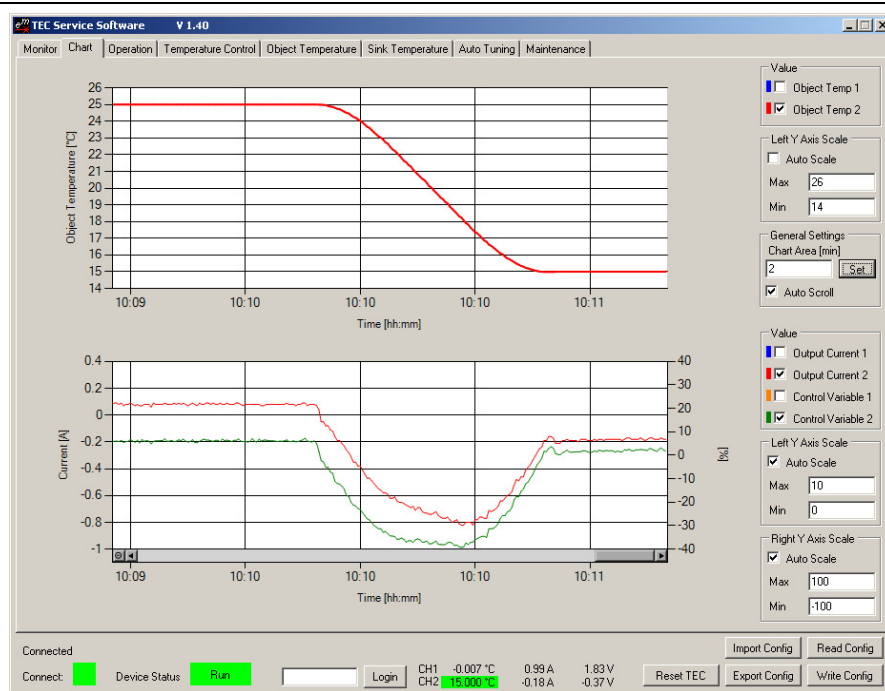 TEC Service Software V 1.40
Monitor Chart Operation Temperature Control Object Temperature Sink Temperature Auto Tuning Maintenance
Value
Object Temp 1
Object Temp 2
Left Y Axis Scale
Auto Scale
Max 26
Min 14
General Settings
Chart Area [min]
2 Set
Auto Scroll
Object Temperature [°C]
26
25
24
23
22
21
20
19
18
17
16
15
14
10:09 10:10 10:10 10:10 10:11
Time [hh:mm]
Value
Output Current 1
Output Current 2
Control Variable 1
Control Variable 2
Left Y Axis Scale
Auto Scale
Max 10
Min 0
Right Y Axis Scale
Auto Scale
Max 100
Min -100
Current [A]
0.4
0.2
0
-0.2
-0.4
-0.6
-0.8
-1
40
30
20
10
0
-10
-20
-30
-40
[%]
10:09 10:10 10:10 10:10 10:11
Time [hh:mm]
Connected
Connect: Device Status Run Login
CH1 -0.007 °C 0.99 A 1.83 V
CH2 15.000 °C -0.18 A -0.37 V
Reset TEC
Import Config Read Config
Export Config Write Config